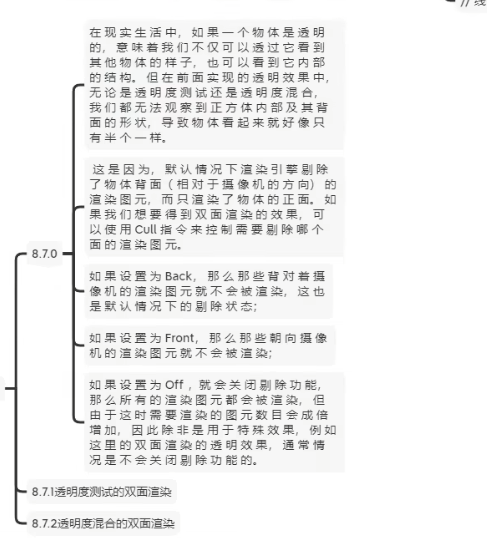 // 线
在现实生活中，如果一个物体是透明
的，意味着我们不仅可以透过它看到
其他物体的样子，也可以看到它内部
的结构。但在前面实现的透明效果中，
无论是透明度测试还是透明度混合，
我们都无法观察到正方体内部及其背
面的形状，导致物体看起来就好像只
有半个一样。
这是因为，默认情况下渲染引擎剔除
了物体背面（相对于摄像机的方向）的
渲染图元，而只渲染了物体的正面。如
果我们想要得到双面渲染的效果，可
以使用Cull指令来控制需要剔除哪个
面的渲染图元。
8.7.0
如果设置为Back，那么那些背对着摄
像机的渲染图元就不会被渲染，这也
是默认情况下的剔除状态;
如果设置为Front，那么那些朝向摄像
机的渲染图元就不会被渲染;
如果设置为Off，就会关闭剔除功能，
那么所有的渲染图元都会被渲染，但
由于这时需要渲染的图元数目会成倍
增加，因此除非是用于特殊效果，例如
这里的双面渲染的透明效果，通常情
况是不会关闭剔除功能的。
8.7.1透明度测试的双面渲染
8.7.2透明度混合的双面渲染